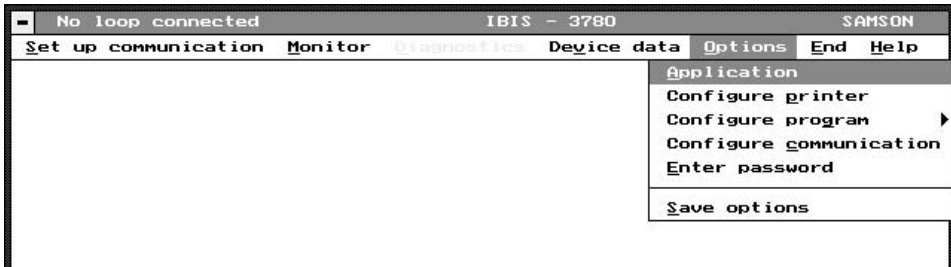 No loop connected IBIS - 3780 SAMSON
Set up communication Monitor Diagnostics Device data Options End Help
Application
Configure printer
Configure program
Configure communication
Enter password
Save options